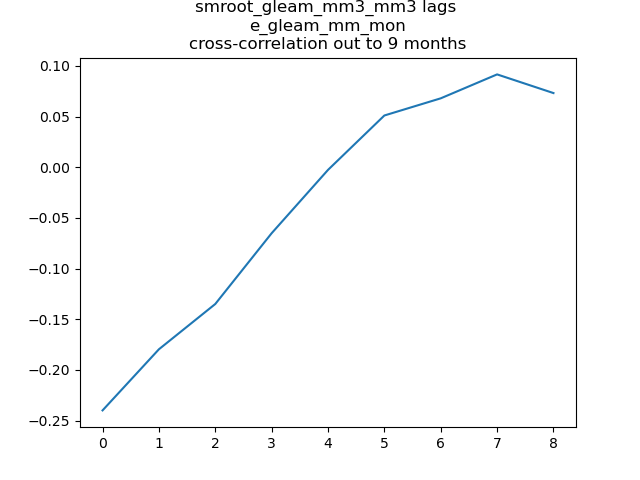 smroot_gleam_mm3_mm3 lags
e_gleam_mm_mon
cross-correlation out to 9 months
0.10
0.05
0.00
−0.05
−0.10
−0.15
−0.20
−0.25
0 1 2 3 4 5 6 7 8